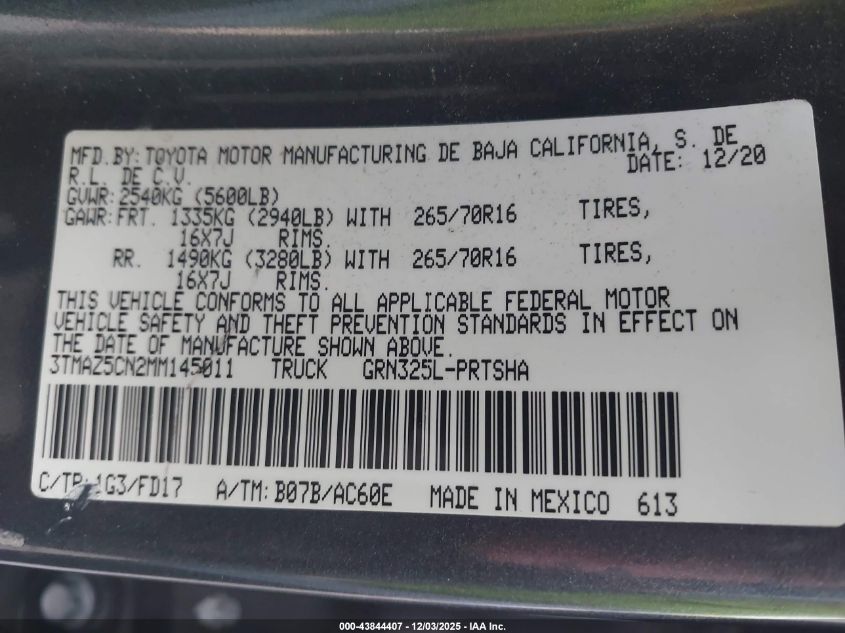 MFD.BY: TOYOTA MOTOR MANUFACTURING DE BAJA CALIFORNIA, S. DE
R.L. DE C.V. DATE: 12/20
GVWR: 2540KG (5600LB)
GAWR: FRT. 1335KG (2940LB) WITH 265/70R16 TIRES,
16X7J RIMS.
RR. 1490KG (3280LB) WITH 265/70R16 TIRES,
16X7J RIMS.
THIS VEHICLE CONFORMS TO ALL APPLICABLE FEDERAL MOTOR
VEHICLE SAFETY AND THEFT PREVENTION STANDARDS IN EFFECT ON
THE DATE OF MANUFACTURE SHOWN ABOVE.
3TMAZ5CN2MM145011 TRUCK GRN325L-PRTSHA
C/TR: 1G3/FD17 A/TM: B07B/AC60E MADE IN MEXICO 613
000-43844407 - 12/03/2025 - IAA Inc.